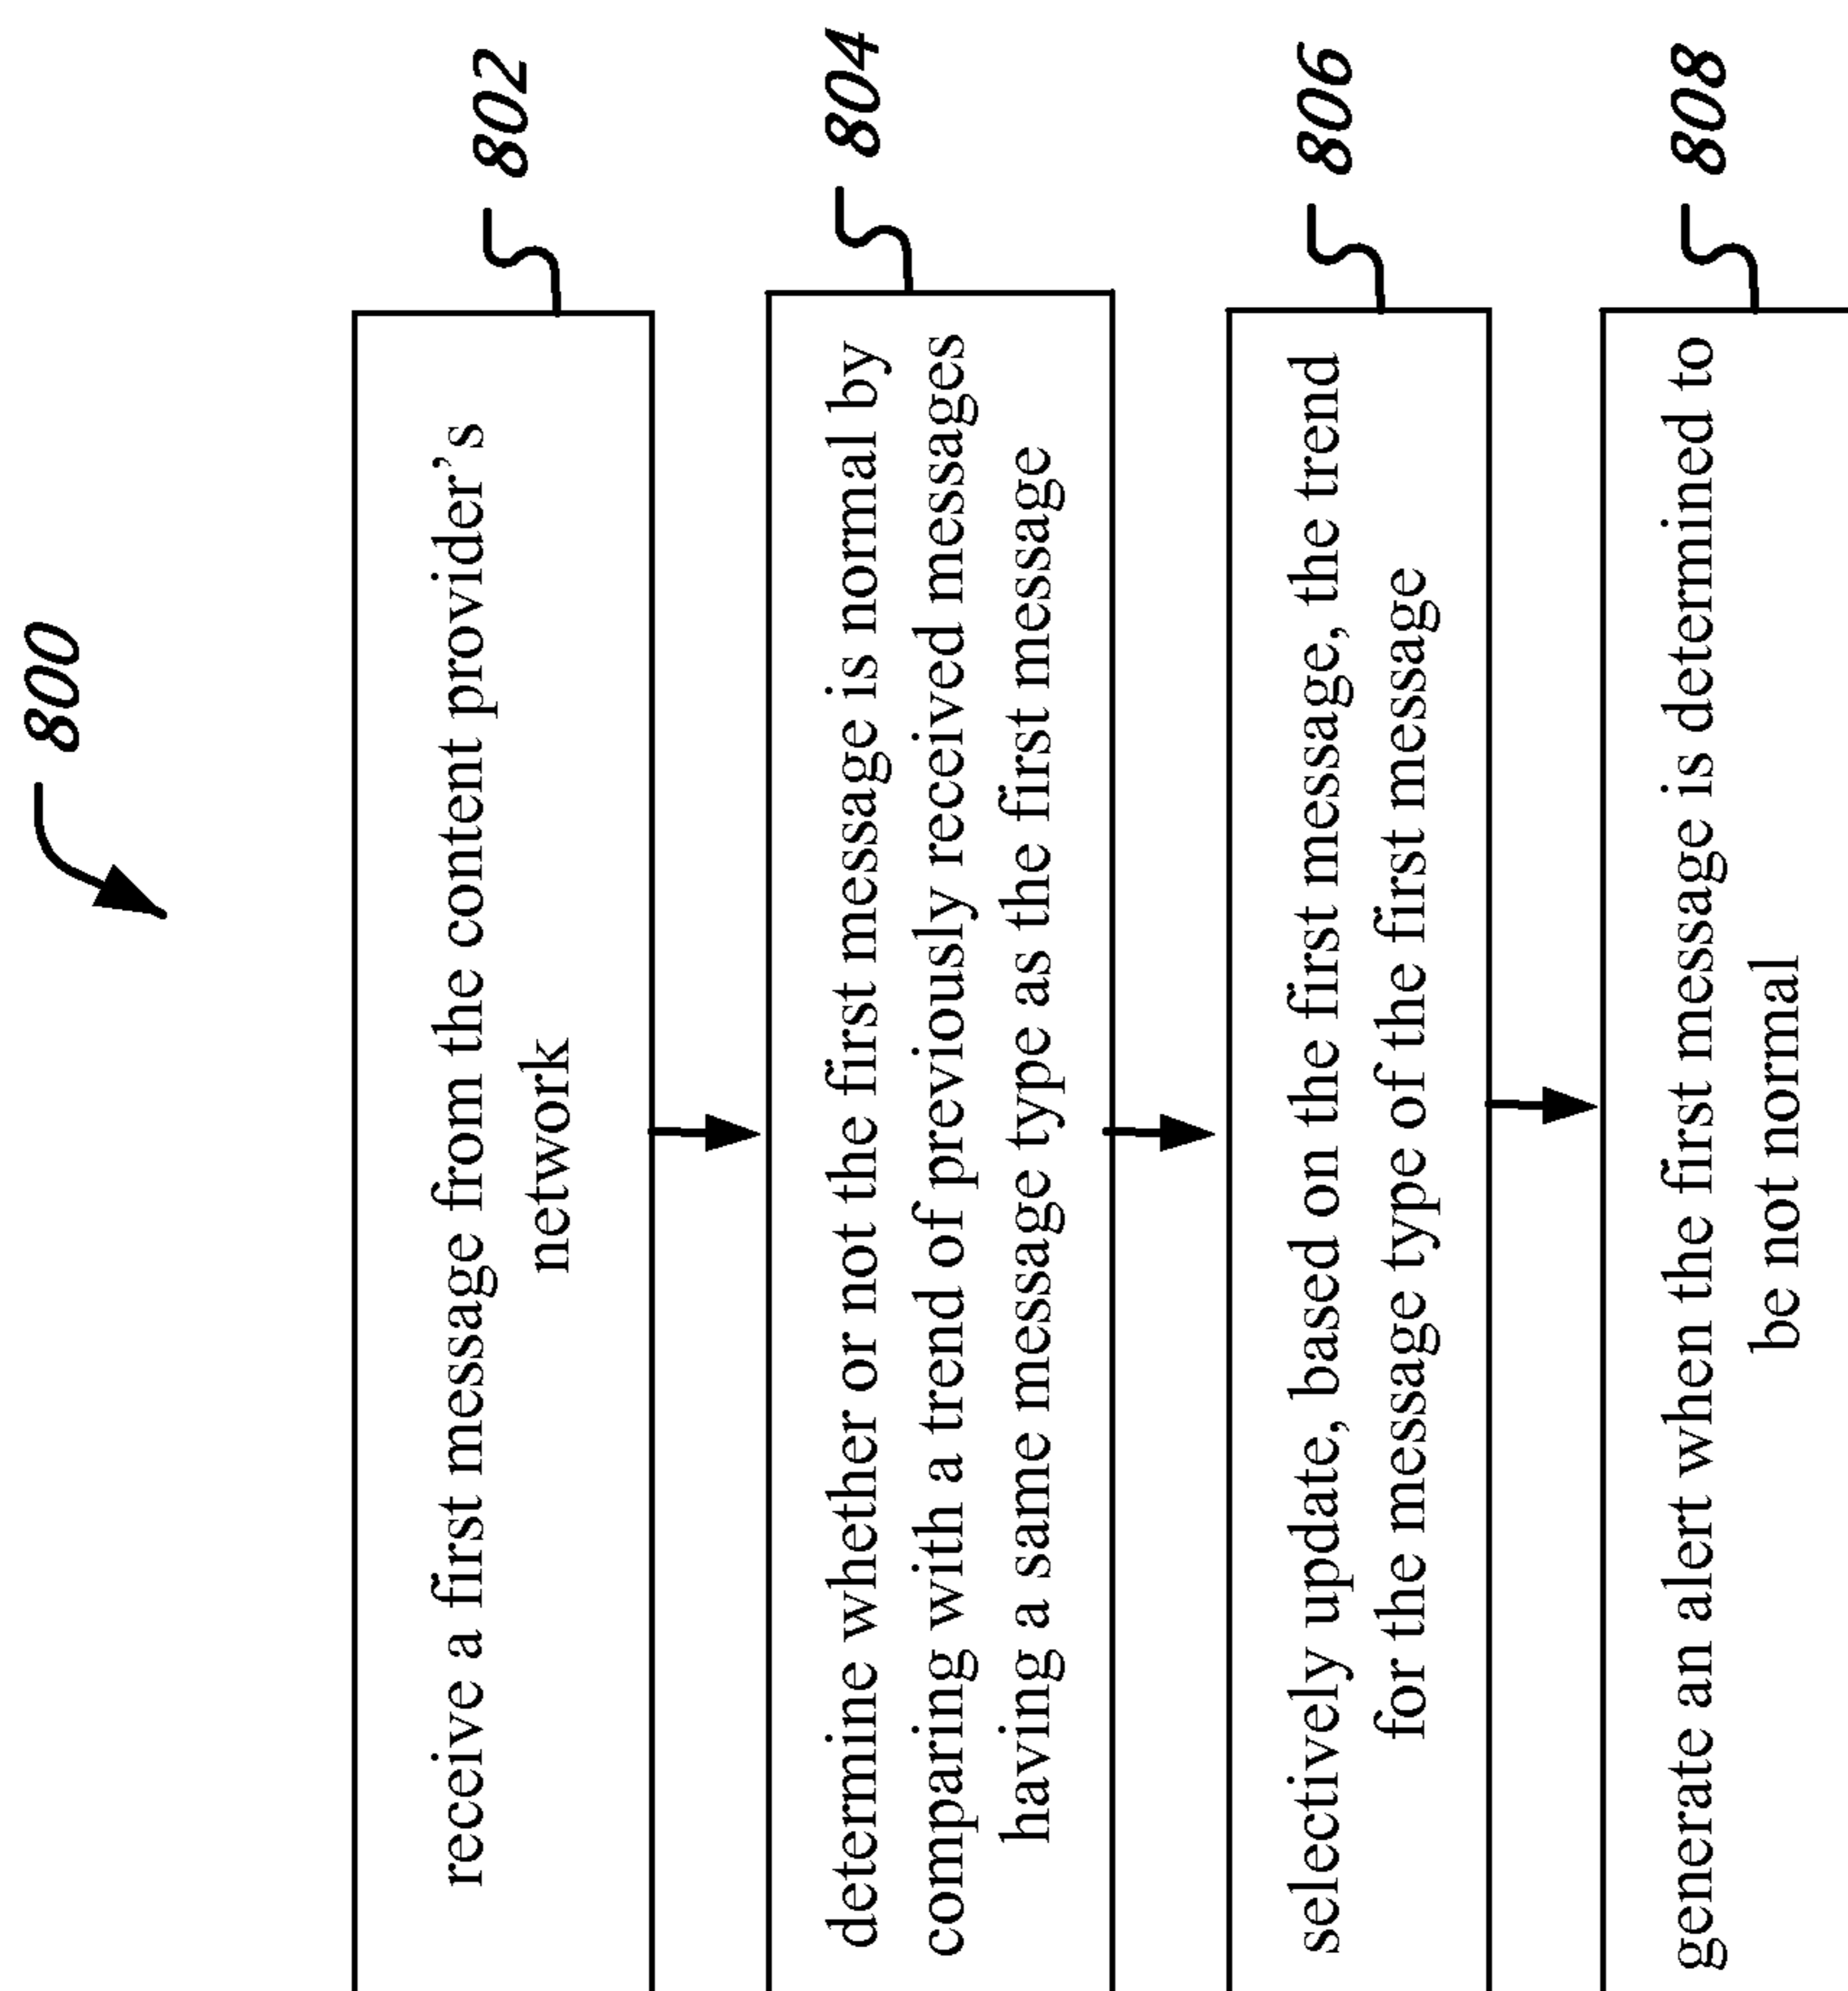 800
802
receive a first message from the content provider's
network
804
determine whether or not the first message is normal by
comparing with a trend of previously received messages
having a same message type as the first message
806
selectively update, based on the first message, the trend
for the message type of the first message
808
generate an alert when the first message is determined to
be not normal